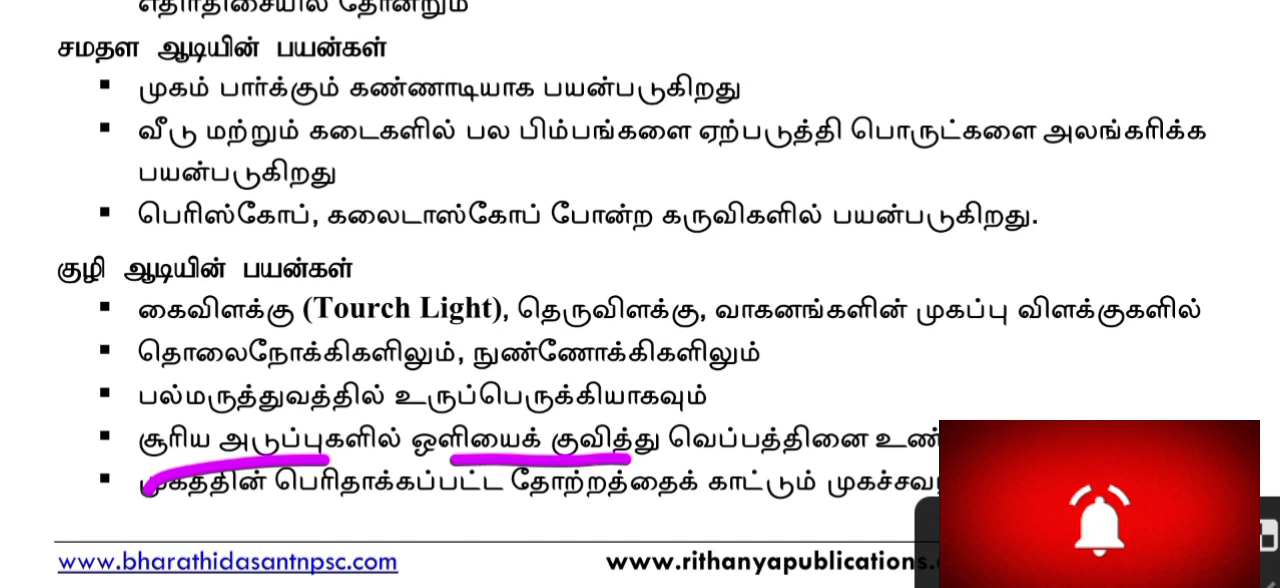 எதிர்திசையில் தோன்றும்
சமதள ஆடியின் பயன்கள்
▪ முகம் பார்க்கும் கண்ணாடியாக பயன்படுகிறது
▪ வீடு மற்றும் கடைகளில் பல பிம்பங்களை ஏற்படுத்தி பொருட்களை அலங்கரிக்க
பயன்படுகிறது
▪ பெரிஸ்கோப், கலைடாஸ்கோப் போன்ற கருவிகளில் பயன்படுகிறது.
குழி ஆடியின் பயன்கள்
▪ கைவிளக்கு (Tourch Light), தெருவிளக்கு, வாகனங்களின் முகப்பு விளக்குகளில்
▪ தொலைநோக்கிகளிலும், நுண்ணோக்கிகளிலும்
▪ பல்மருத்துவத்தில் உருப்பெருக்கியாகவும்
▪ சூரிய அடுப்புகளில் ஒளியைக் குவித்து வெப்பத்தினை
▪ முகத்தின் பெரிதாக்கப்பட்ட தோற்றத்தைக் காட்டும்
www.bharathidasantnpsc.com www.rithanyapublications.